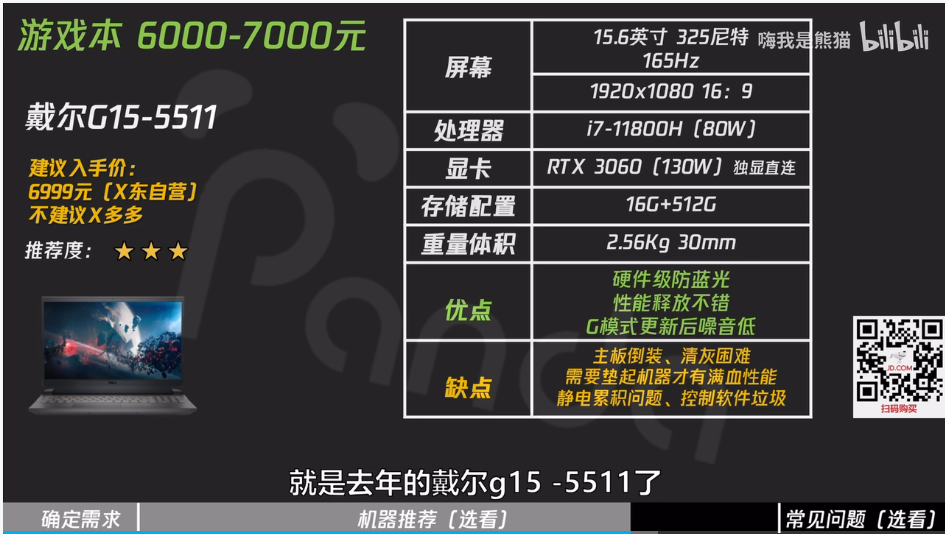 游戏本 6000-7000元
戴尔G15-5511
建议入手价：
6999元（X东自营）
不建议X多多
推荐度：
屏幕
15.6英寸 325尼特
165Hz
1920x1080 16：9
处理器
i7-11800H（80W）
显卡
RTX 3060（130W）独显直连
存储配置
16G+512G
重量体积
2.56Kg 30mm
优点
硬件级防蓝光
性能释放不错
G模式更新后噪音低
缺点
主板倒装、清灰困难
需要垫起机器才有满血性能
静电累积问题、控制软件垃圾
嗨我是熊猫 bilibili
Panda
JD.COM
扫码购买
就是去年的戴尔g15 -5511了
确定需求
机器推荐（选看）
常见问题（选看）